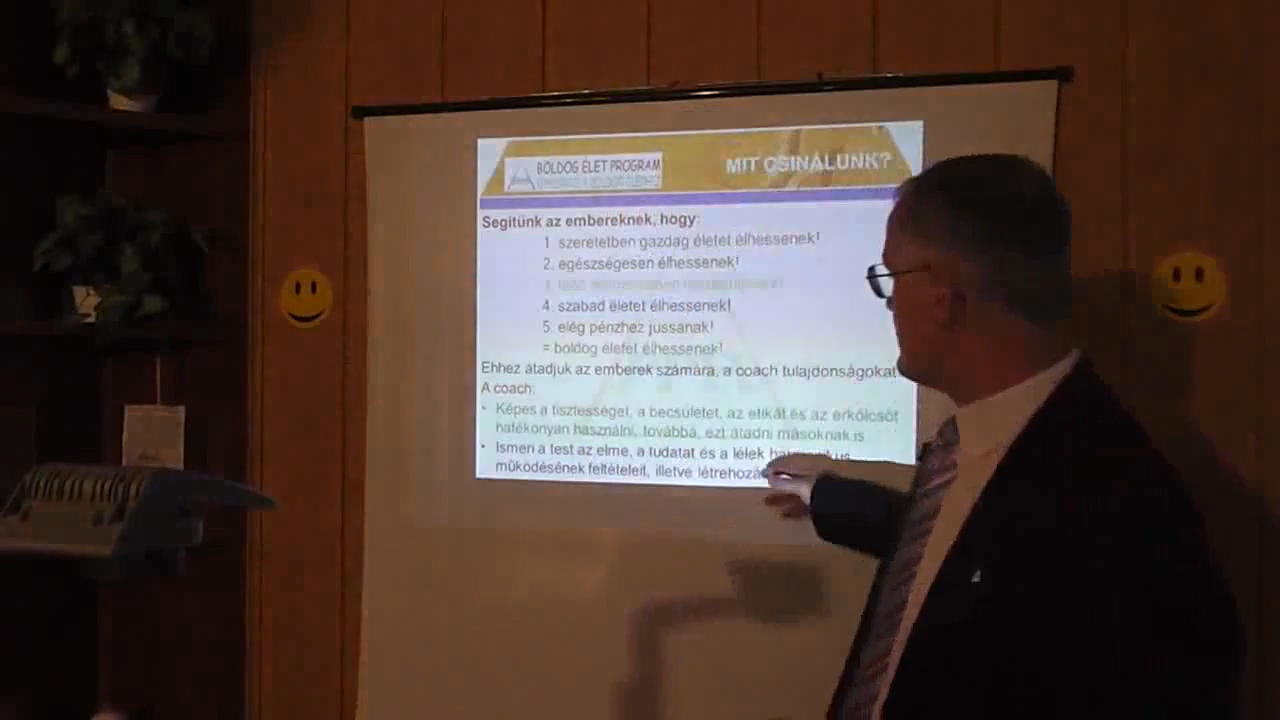 BOLDOG ÉLET PROGRAM
MIT CSINÁLUNK?
Segítünk az embereknek, hogy:
1. szeretetben gazdag életet élhessenek!
2. egészségesen élhessenek!
4. szabad életet élhessenek!
5. elég pénzhez jussanak!
= boldog életet élhessenek!
Ehhez átadjuk az emberek számára, a coach tulajdonságokat
A coach:
• Képes a tisztességet, a becsületet, az etikát és az erkölcsöt
hatékonyan használni, továbbá, ezt átadni másoknak is
• Ismeri a test az elme, a tudatat és a lélek
működésének feltételeit, illetve